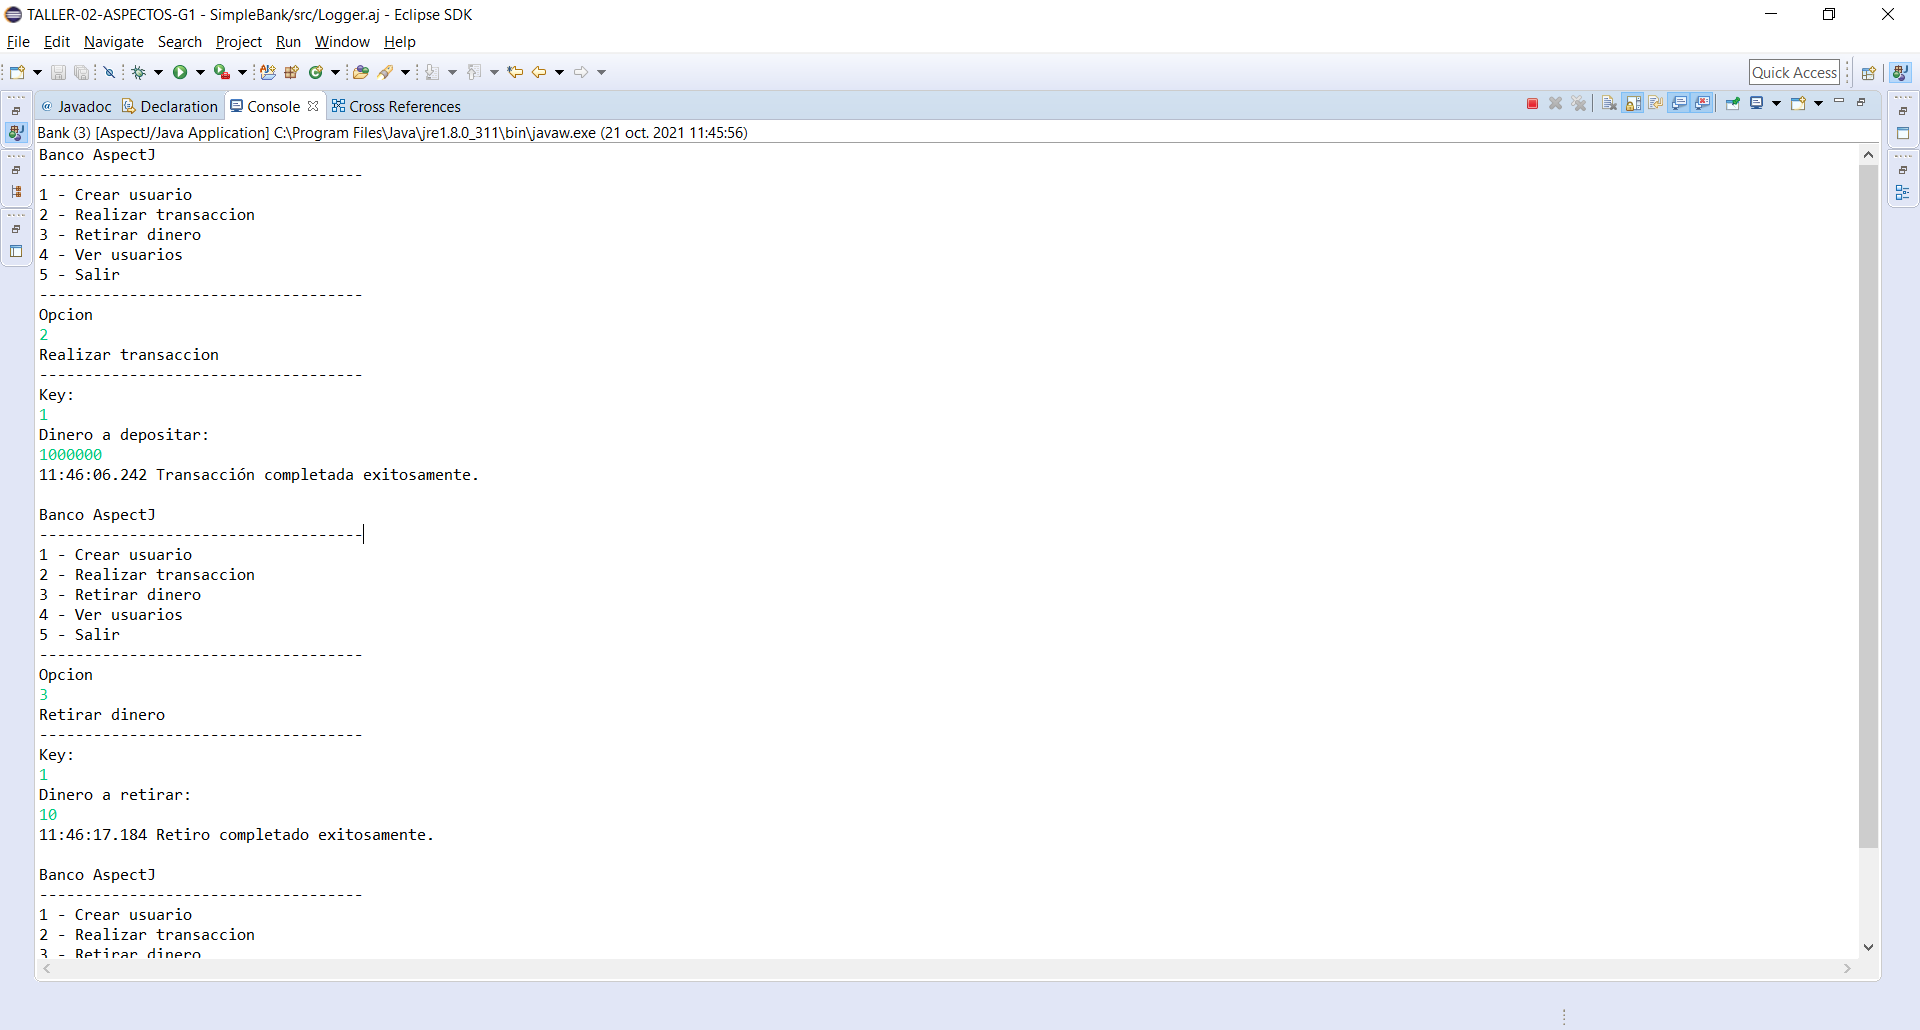 TALLER-02-ASPECTOS-G1 - SimpleBank/src/Logger.aj - Eclipse SDK
File Edit Navigate Search Project Run Window Help
Quick Access
Javadoc Declaration Console Cross References
Bank (3) [AspectJ/Java Application] C:\Program Files\Java\jre1.8.0_311\bin\javaw.exe (21 oct. 2021 11:45:56)
Banco AspectJ
------------------------------------
1 - Crear usuario
2 - Realizar transaccion
3 - Retirar dinero
4 - Ver usuarios
5 - Salir
------------------------------------
Opcion
2
Realizar transaccion
------------------------------------
Key:
1
Dinero a depositar:
1000000
11:46:06.242 Transacción completada exitosamente.
Banco AspectJ
------------------------------------
1 - Crear usuario
2 - Realizar transaccion
3 - Retirar dinero
4 - Ver usuarios
5 - Salir
------------------------------------
Opcion
3
Retirar dinero
------------------------------------
Key:
1
Dinero a retirar:
10
11:46:17.184 Retiro completado exitosamente.
Banco AspectJ
------------------------------------
1 - Crear usuario
2 - Realizar transaccion
3 - Retirar dinero